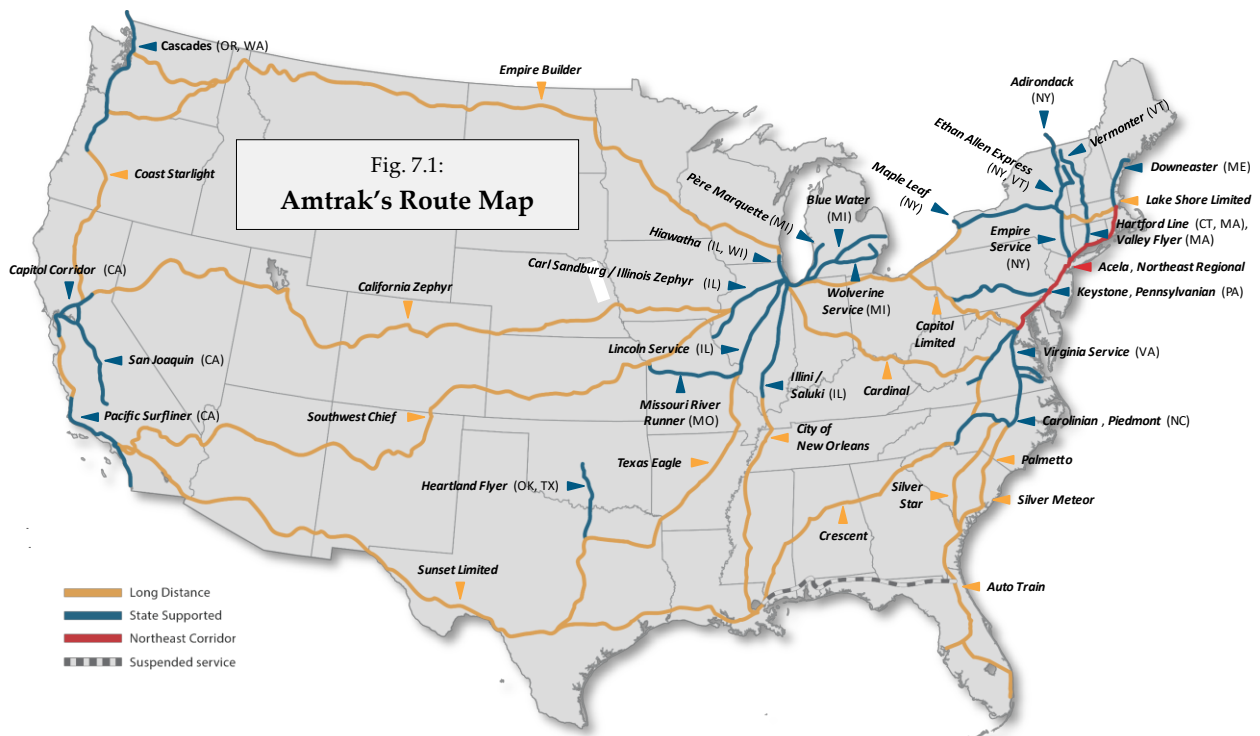 Cascades (OR, WA)
Empire Builder
Adirondack
(NY)
Vermonter (VT)
Ethan Allen Express
(NY, VT)
Fig. 7.1:
Amtrak's Route Map
Coast Starlight
Maple Leaf
(NY)
Downeaster (ME)
Lake Shore Limited
Père Marquette (MI)
Blue Water
(MI)
Hartford Line (CT, MA),
Valley Flyer (MA)
Empire
Service
(NY)
Hiawatha (IL, WI)
Capitol Corridor (CA)
Carl Sandburg / Illinois Zephyr (IL)
Acela, Northeast Regional
California Zephyr
Wolverine
Service (MI)
Keystone, Pennsylvanian (PA)
Capitol
Limited
Lincoln Service (IL)
Virginia Service (VA)
San Joaquin (CA)
Illini /
Saluki (IL)
Cardinal
Missouri River
Runner (MO)
Pacific Surfliner (CA)
Southwest Chief
City of
New Orleans
Carolinian , Piedmont (NC)
Texas Eagle
Palmetto
Heartland Flyer (OK, TX)
Silver
Star
Silver Meteor
Crescent
Sunset Limited
Auto Train
Long Distance
State Supported
Northeast Corridor
Suspended service